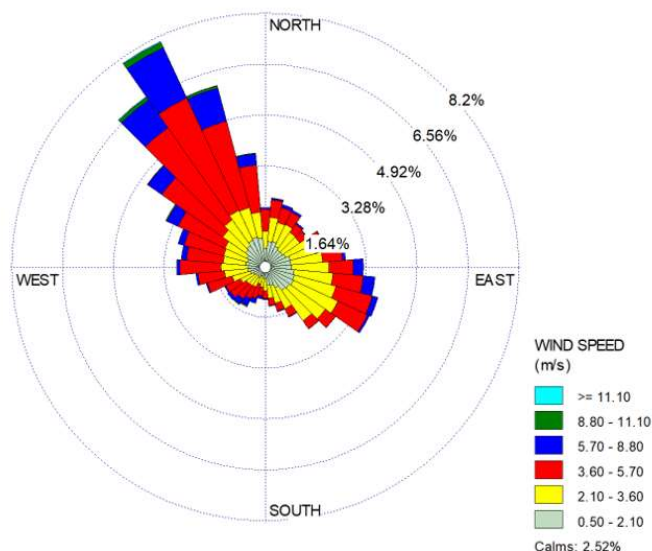 NORTH
8.2%
6.56%
4.92%
3.28%
1.64%
WEST
EAST
SOUTH
WIND SPEED
(m/s)
>= 11.10
8.80 - 11.10
5.70 - 8.80
3.60 - 5.70
2.10 - 3.60
0.50 - 2.10
Calms: 2.52%